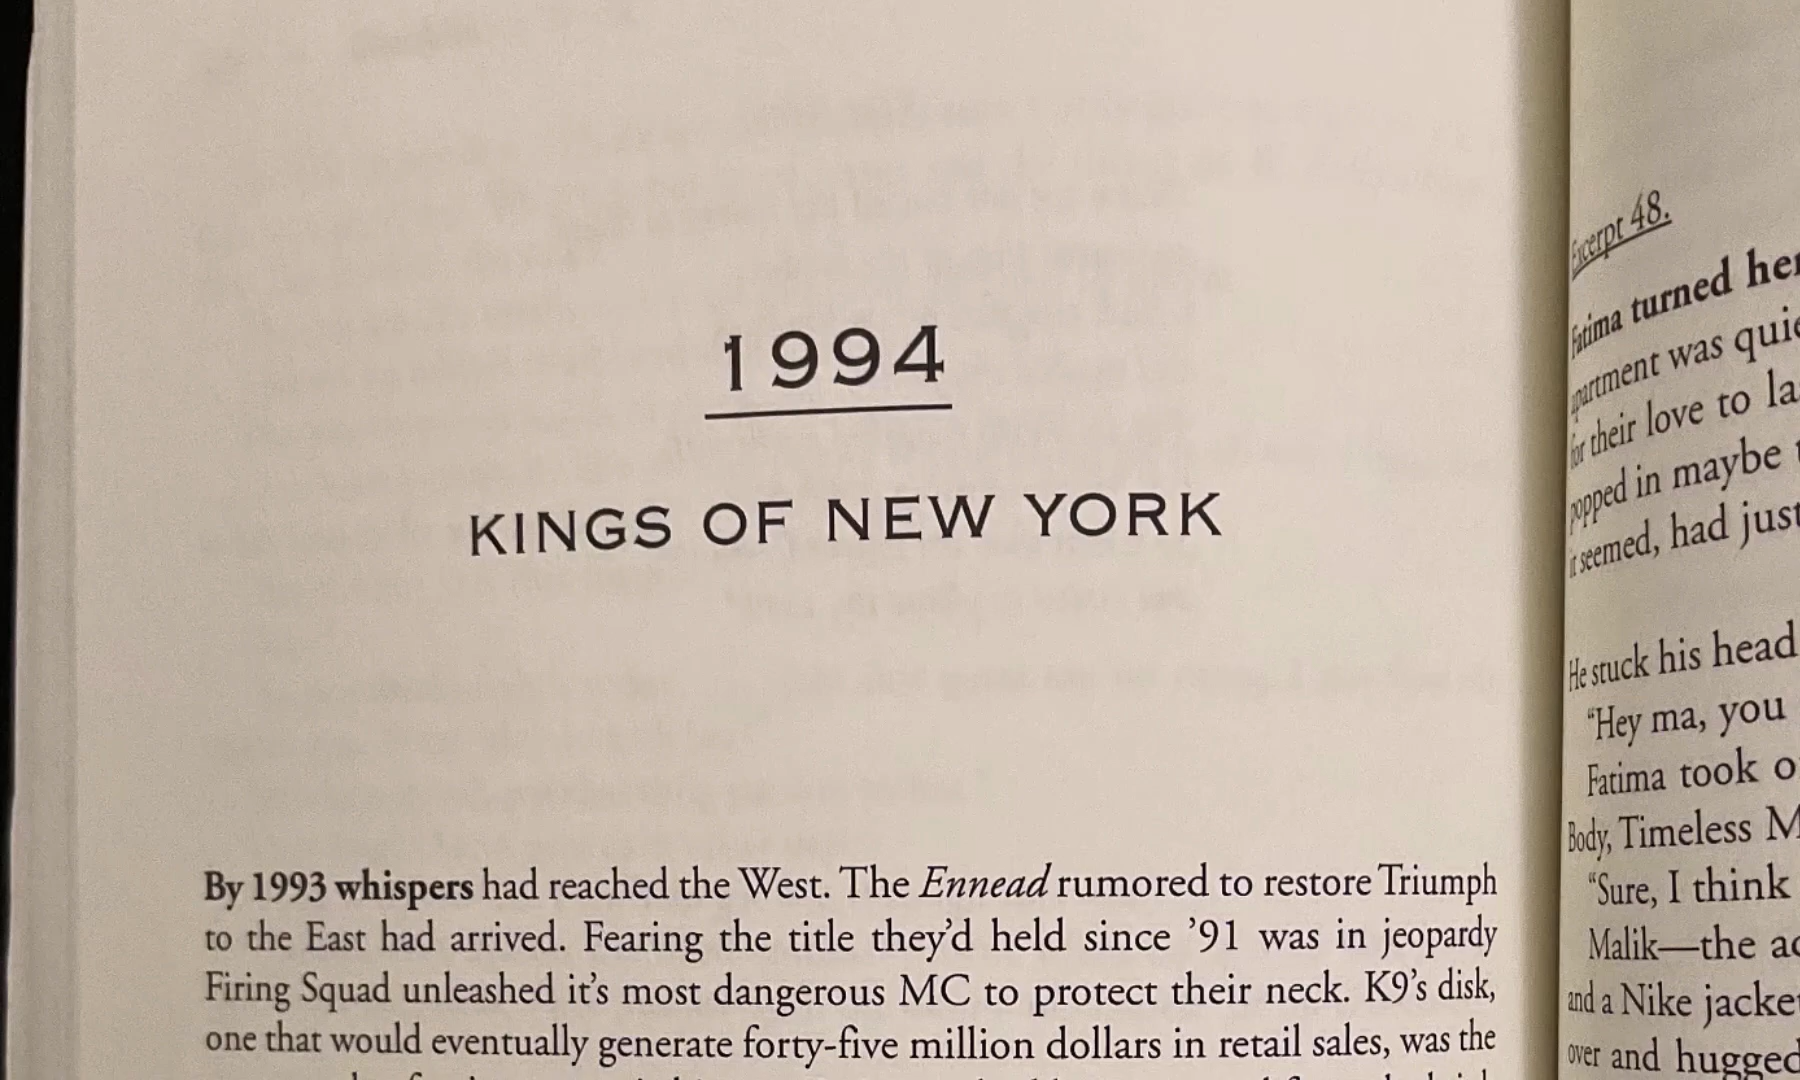 1994
KINGS OF NEW YORK
By 1993 whispers had reached the West. The Ennead rumored to restore Triumph
to the East had arrived. Fearing the title they’d held since ’91 was in jeopardy
Firing Squad unleashed it’s most dangerous MC to protect their neck. K9’s disk,
one that would eventually generate forty-five million dollars in retail sales, was the
Excerpt 48.
Fatima turned her
apartment was
for their love to
popped in maybe
it seemed, had just
He stuck his head
“Hey ma, you
Fatima took
Body, Timeless
“Sure, I think
Malik—the
and a Nike
over and hugged